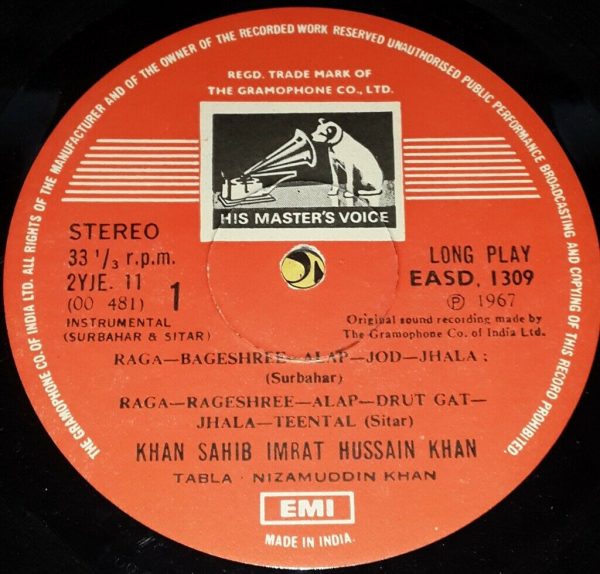 THE GRAMOPHONE CO. OF INDIA LTD. ALL RIGHTS OF THE MANUFACTURER AND OF THE OWNER OF THE RECORDED WORK RESERVED UNAUTHORISED PUBLIC PERFORMANCE BROADCASTING AND COPYING OF THIS RECORD PROHIBITED.
REGD. TRADE MARK OF
THE GRAMOPHONE CO., LTD.
HIS MASTER'S VOICE
STEREO
33 1/3 r.p.m.
2YJE. 11
(00 481) 1
INSTRUMENTAL
(SURBAHAR & SITAR)
LONG PLAY
EASD, 1309
℗ 1967
Original sound recording made by
The Gramophone Co. of India Ltd.
RAGA—BAGESHREE—ALAP—JOD—JHALA ;
(Surbahar)
RAGA—RAGESHREE—ALAP—DRUT GAT—
JHALA—TEENTAL (Sitar)
KHAN SAHIB IMRAT HUSSAIN KHAN
TABLA · NIZAMUDDIN KHAN
EMI
MADE IN INDIA.